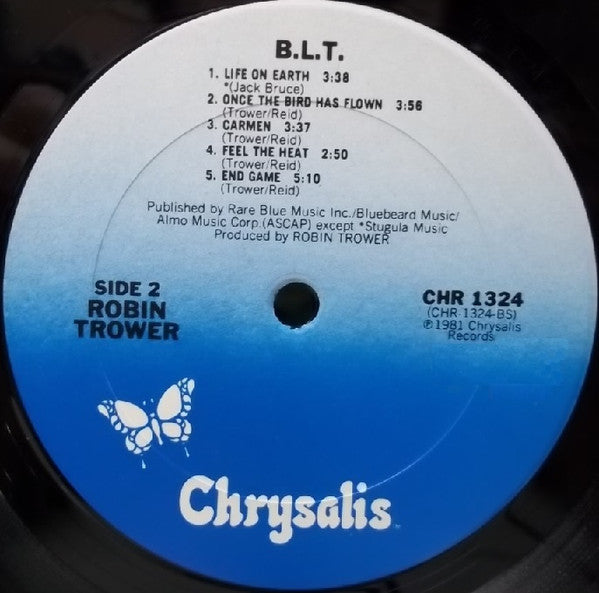 B.L.T.
1. LIFE ON EARTH 3:38
*(Jack Bruce)
2. ONCE THE BIRD HAS FLOWN 3:56
(Trower/Reid)
3. CARMEN 3:37
(Trower/Reid)
4. FEEL THE HEAT 2:50
(Trower/Reid)
5. END GAME 5:10
(Trower/Reid)
Published by Rare Blue Music Inc./Bluebeard Music/
Almo Music Corp.(ASCAP) except *Stugula Music
Produced by ROBIN TROWER
SIDE 2
ROBIN
TROWER
CHR 1324
(CHR-1324-BS)
℗1981 Chrysalis
Records
Chrysalis